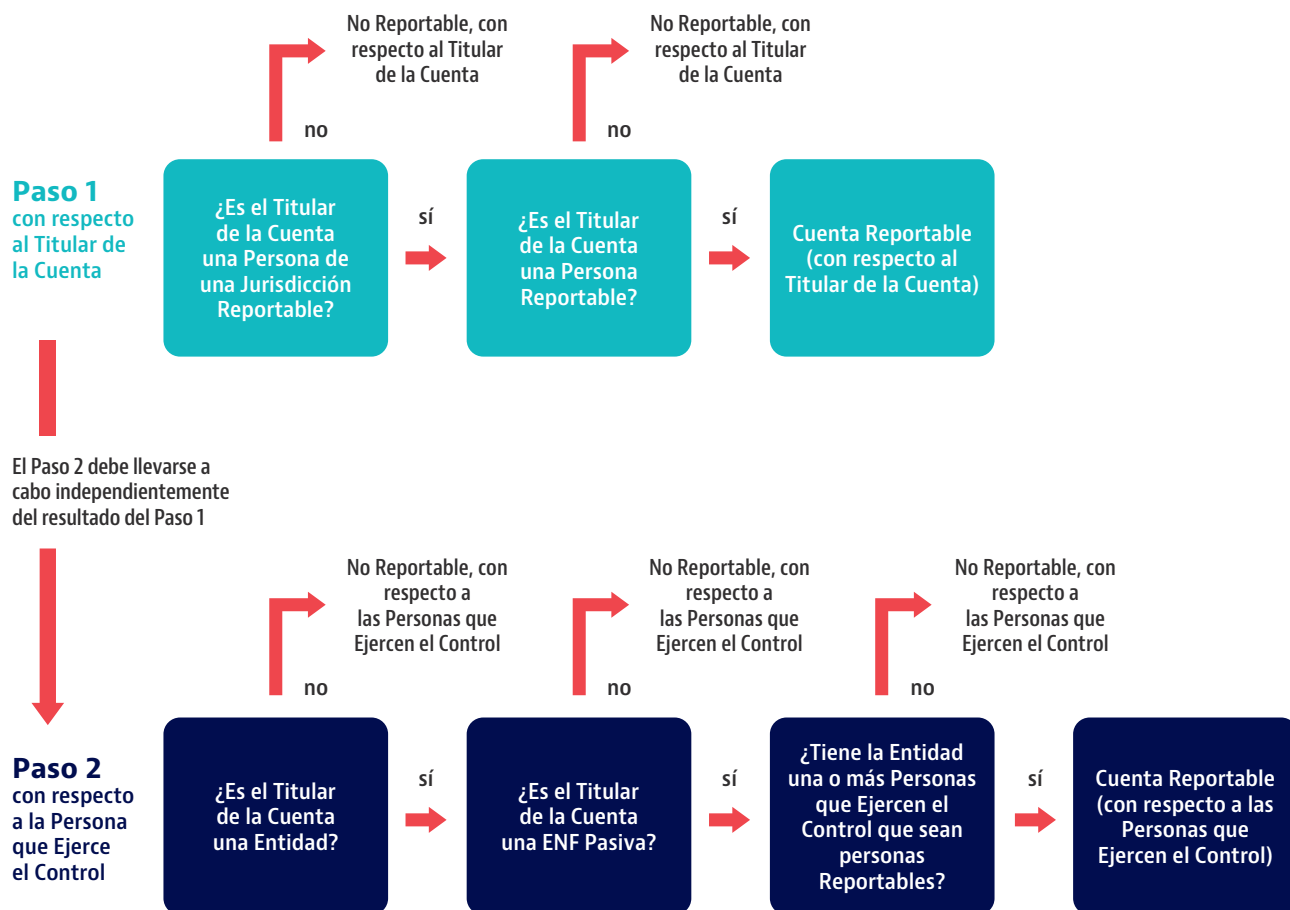 No Reportable, con
respecto al Titular
de la Cuenta
No Reportable, con
respecto al Titular
de la Cuenta
no
no
Paso 1
con respecto
al Titular de
la Cuenta
¿Es el Titular
de la Cuenta
una Persona de
una Jurisdicción
Reportable?
sí
¿Es el Titular
de la Cuenta
una Persona
Reportable?
sí
Cuenta Reportable
(con respecto al
Titular de la Cuenta)
El Paso 2 debe llevarse a
cabo independientemente
del resultado del Paso 1
No Reportable, con
respecto a
las Personas que
Ejercen el Control
No Reportable, con
respecto a
las Personas que
Ejercen el Control
No Reportable, con
respecto a
las Personas que
Ejercen el Control
no
no
no
Paso 2
con respecto
a la Persona
que Ejerce
el Control
¿Es el Titular
de la Cuenta
una Entidad?
sí
¿Es el Titular
de la Cuenta
una ENF Pasiva?
sí
¿Tiene la Entidad
una o más Personas
que Ejercen el
Control que sean
personas
Reportables?
sí
Cuenta Reportable
(con respecto a las
Personas que
Ejercen el Control)